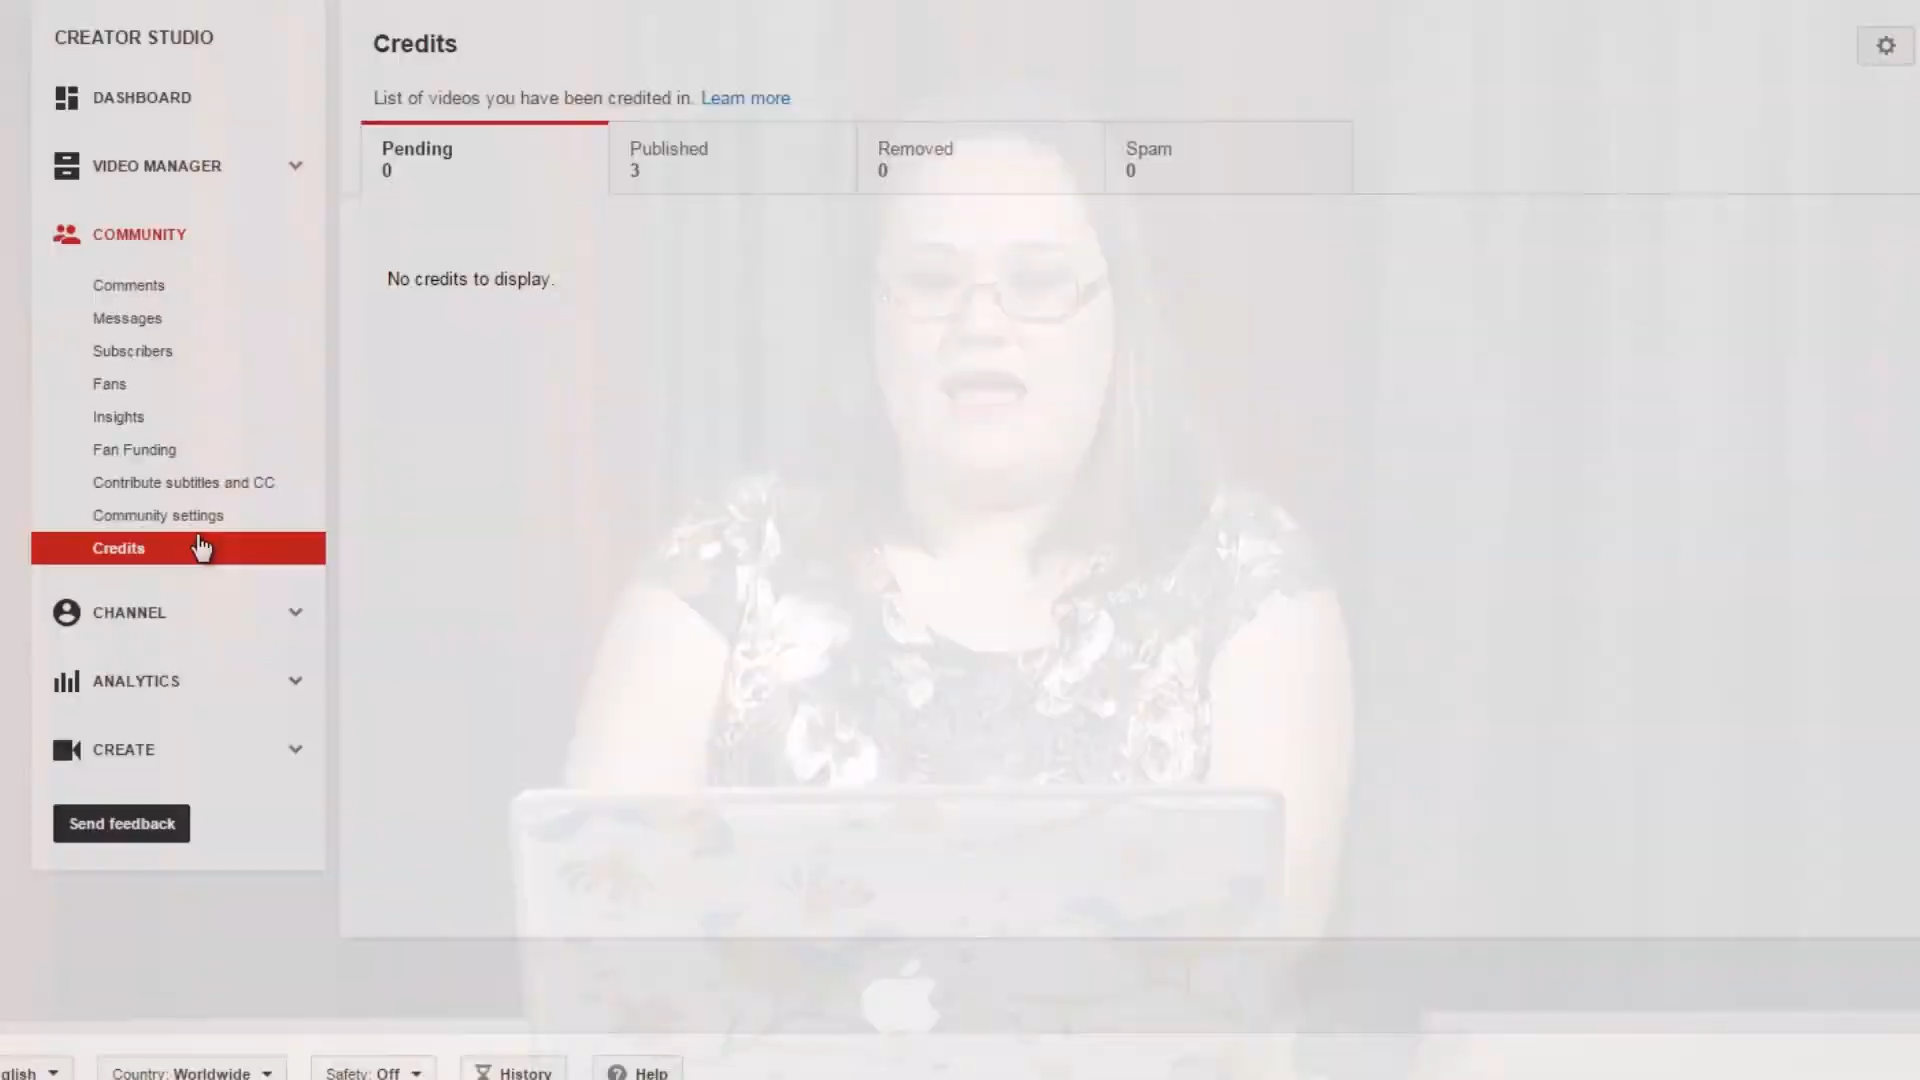 CREATOR STUDIO
DASHBOARD
VIDEO MANAGER
COMMUNITY
Comments
Messages
Subscribers
Fans
Insights
Fan Funding
Contribute subtitles and CC
Community settings
Credits
CHANNEL
ANALYTICS
CREATE
Send feedback
Credits
List of videos you have been credited in. Learn more
Pending
0
Published
3
Removed
0
Spam
0
No credits to display.
glish
Country: Worldwide
Safety: Off
History
Help